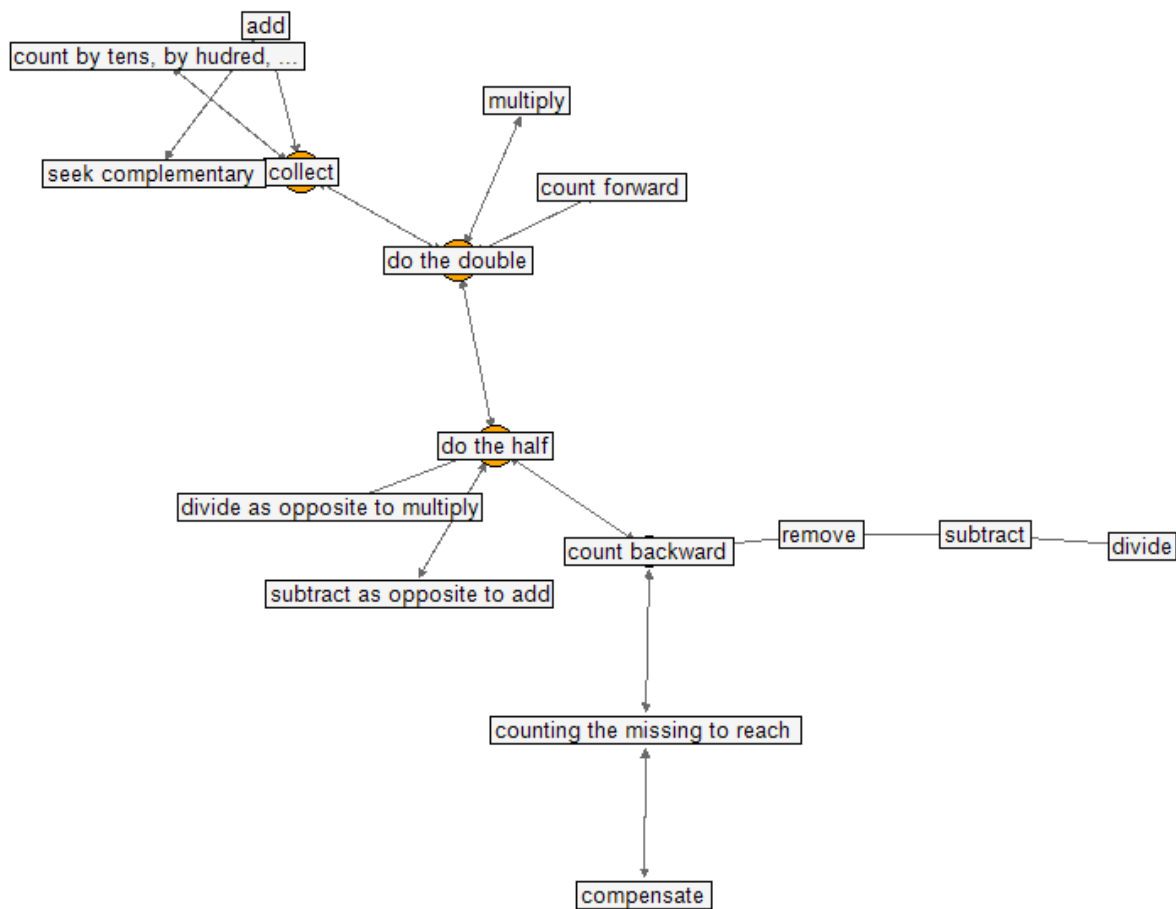 add
count by tens, by hudred, ...
multiply
seek complementary
collect
count forward
do the double
do the half
divide as opposite to multiply
remove
subtract
divide
count backward
subtract as opposite to add
counting the missing to reach
compensate